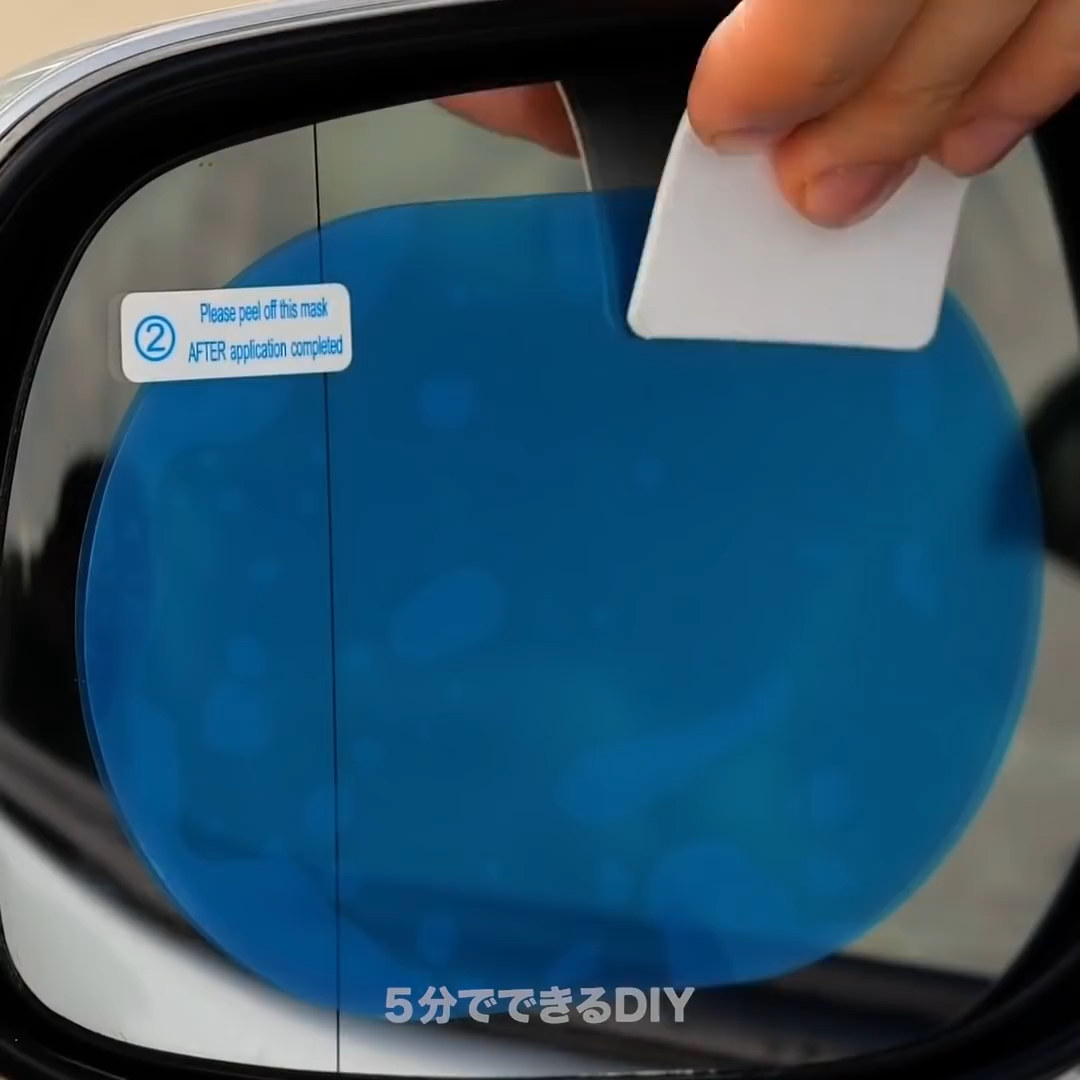 ②
Please peel off this mask
AFTER application completed
5分でできるDIY